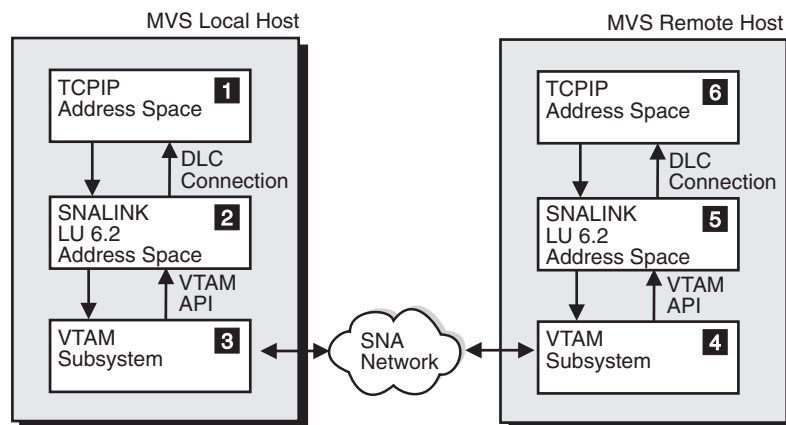 MVS Local Host
TCPIP
Address Space
1
DLC
Connection
SNALINK
LU 6.2
Address Space
2
VTAM
API
VTAM
Subsystem
3
SNA
Network
MVS Remote Host
TCPIP
Address Space
6
DLC
Connection
SNALINK
LU 6.2
Address Space
5
VTAM
API
VTAM
Subsystem
4